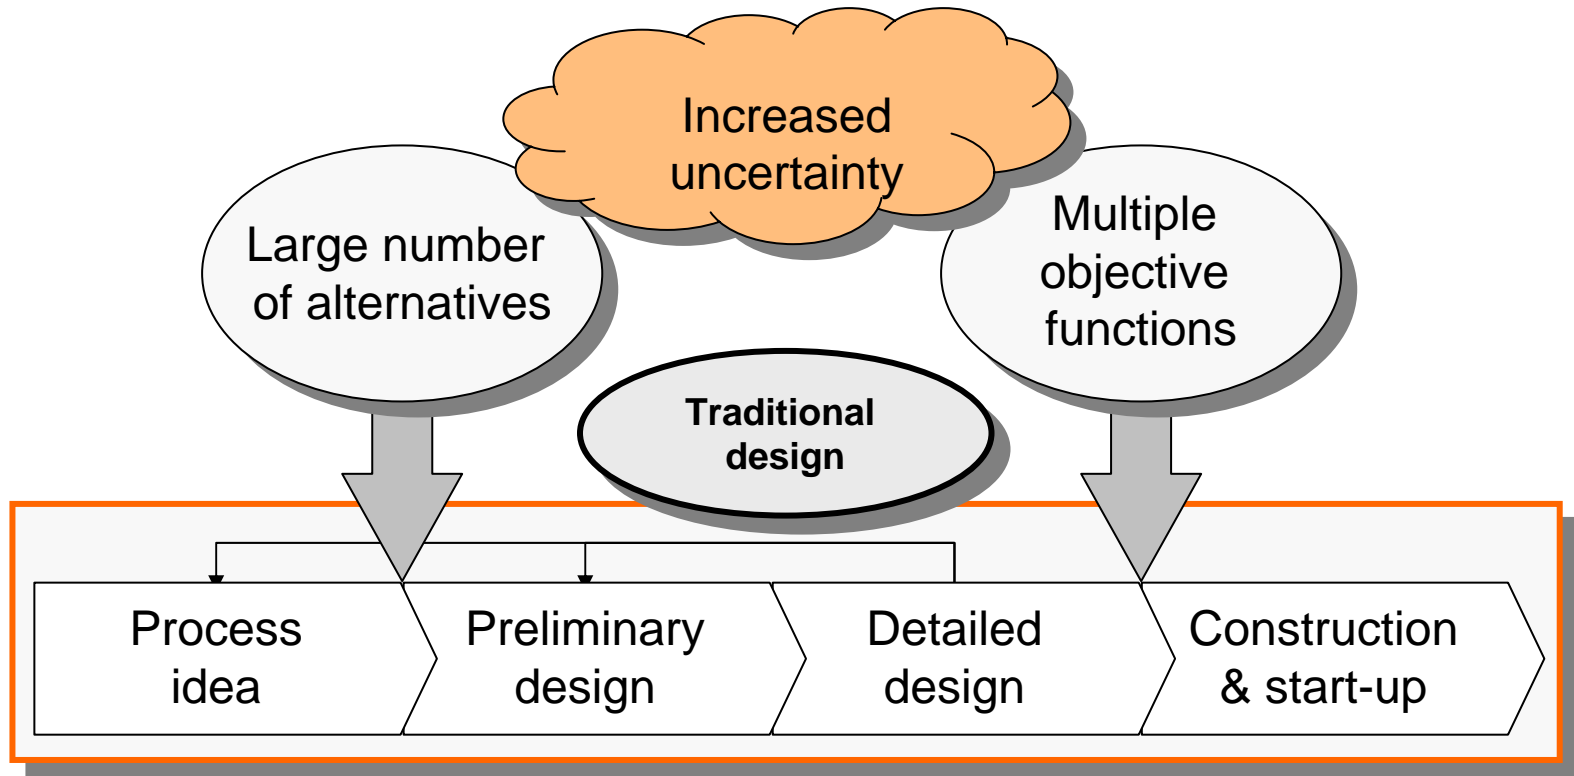 Increased
uncertainty
Large number
of alternatives
Multiple
objective
functions
Traditional
design
Process
idea
Preliminary
design
Detailed
design
Construction
& start-up